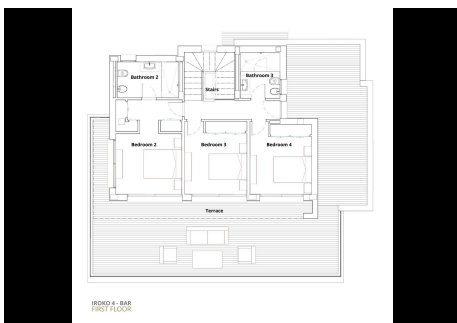 Bathroom 2
Bathroom 3
Stairs
Bedroom 2
Bedroom 3
Bedroom 4
Terrace
IROKO 4 - BAR
FIRST FLOOR